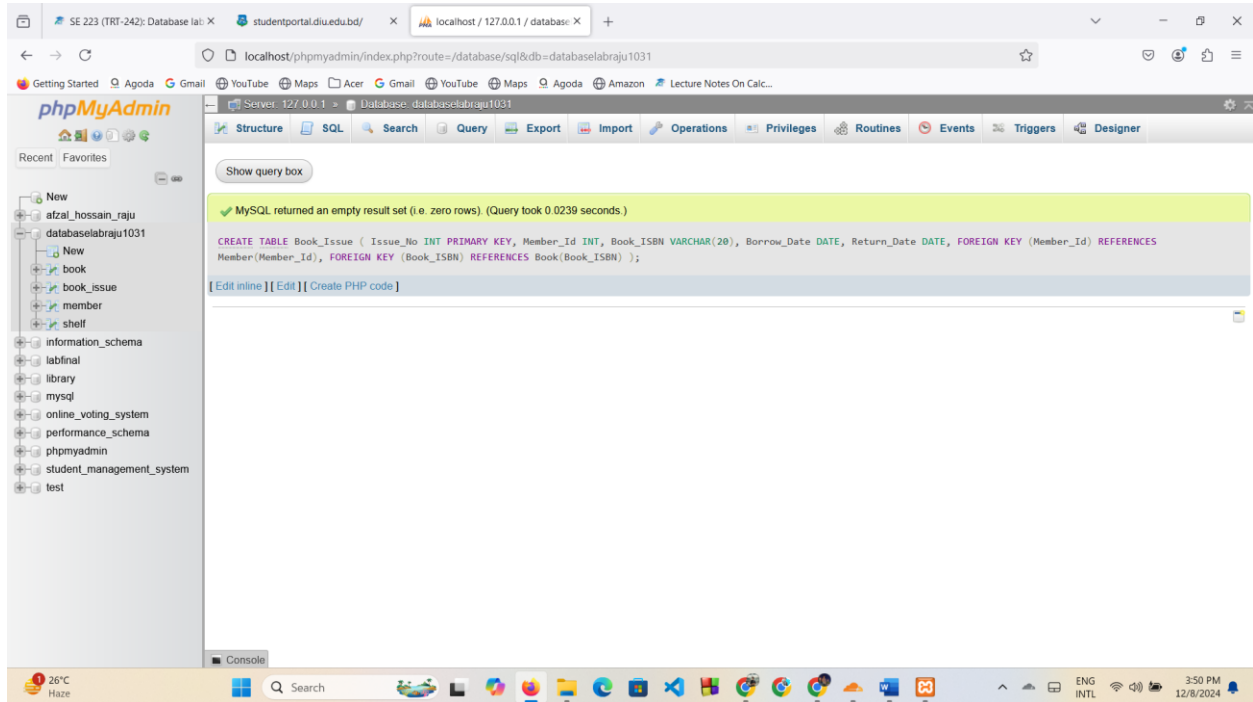 SE 223 (TRT-242): Database lab
studentportal.diu.edu.bd/
localhost / 127.0.0.1 / database
localhost/phpmyadmin/index.php?route=/database/sql&db=databaselabraju1031
Getting Started Agoda Gmail YouTube Maps Acer Gmail YouTube Maps Agoda Amazon Lecture Notes On Calc...
phpMyAdmin
Recent Favorites
New
afzal_hossain_raju
databaselabraju1031
New
book
book_issue
member
shelf
information_schema
labfinal
library
mysql
online_voting_system
performance_schema
phpmyadmin
student_management_system
test
Server: 127.0.0.1 » Database: databaselabraju1031
Structure SQL Search Query Export Import Operations Privileges Routines Events Triggers Designer
Show query box
MySQL returned an empty result set (i.e. zero rows). (Query took 0.0239 seconds.)
CREATE TABLE Book_Issue ( Issue_No INT PRIMARY KEY, Member_Id INT, Book_ISBN VARCHAR(20), Borrow_Date DATE, Return_Date DATE, FOREIGN KEY (Member_Id) REFERENCES
Member(Member_Id), FOREIGN KEY (Book_ISBN) REFERENCES Book(Book_ISBN) );
[ Edit inline ] [ Edit ] [ Create PHP code ]
Console
1
26°C
Haze
Search
ENG
INTL
3:50 PM
12/8/2024